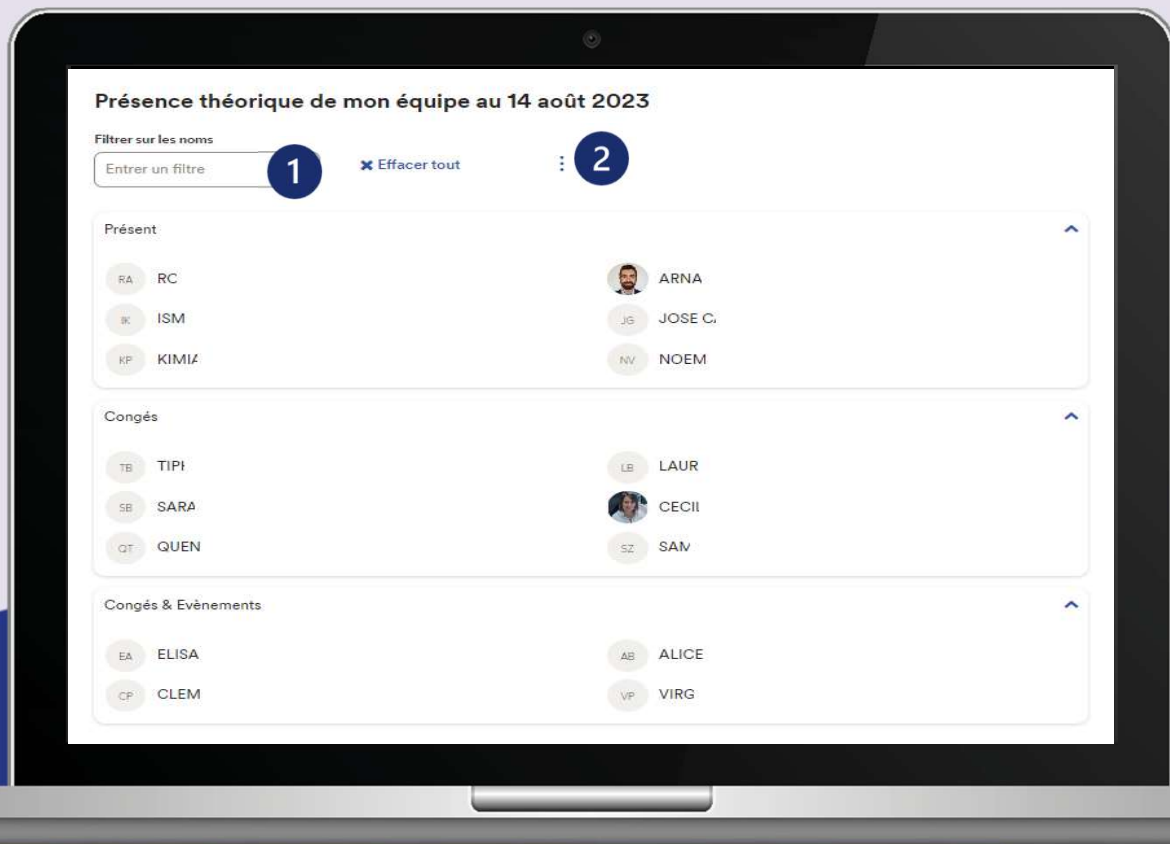 Présence théorique de mon équipe au 14 août 2023
Filtrer sur les noms
Entrer un filtre
1
Effacer tout
2
Présent
RA RC
ARNA
IK ISM
JG JOSE C
KP KIMIA
NV NOEM
Congés
TB TIPH
LB LAUR
SB SARA
CECIL
QT QUEN
SZ SAM
Congés & Evènements
EA ELISA
AB ALICE
CP CLEM
VP VIRG